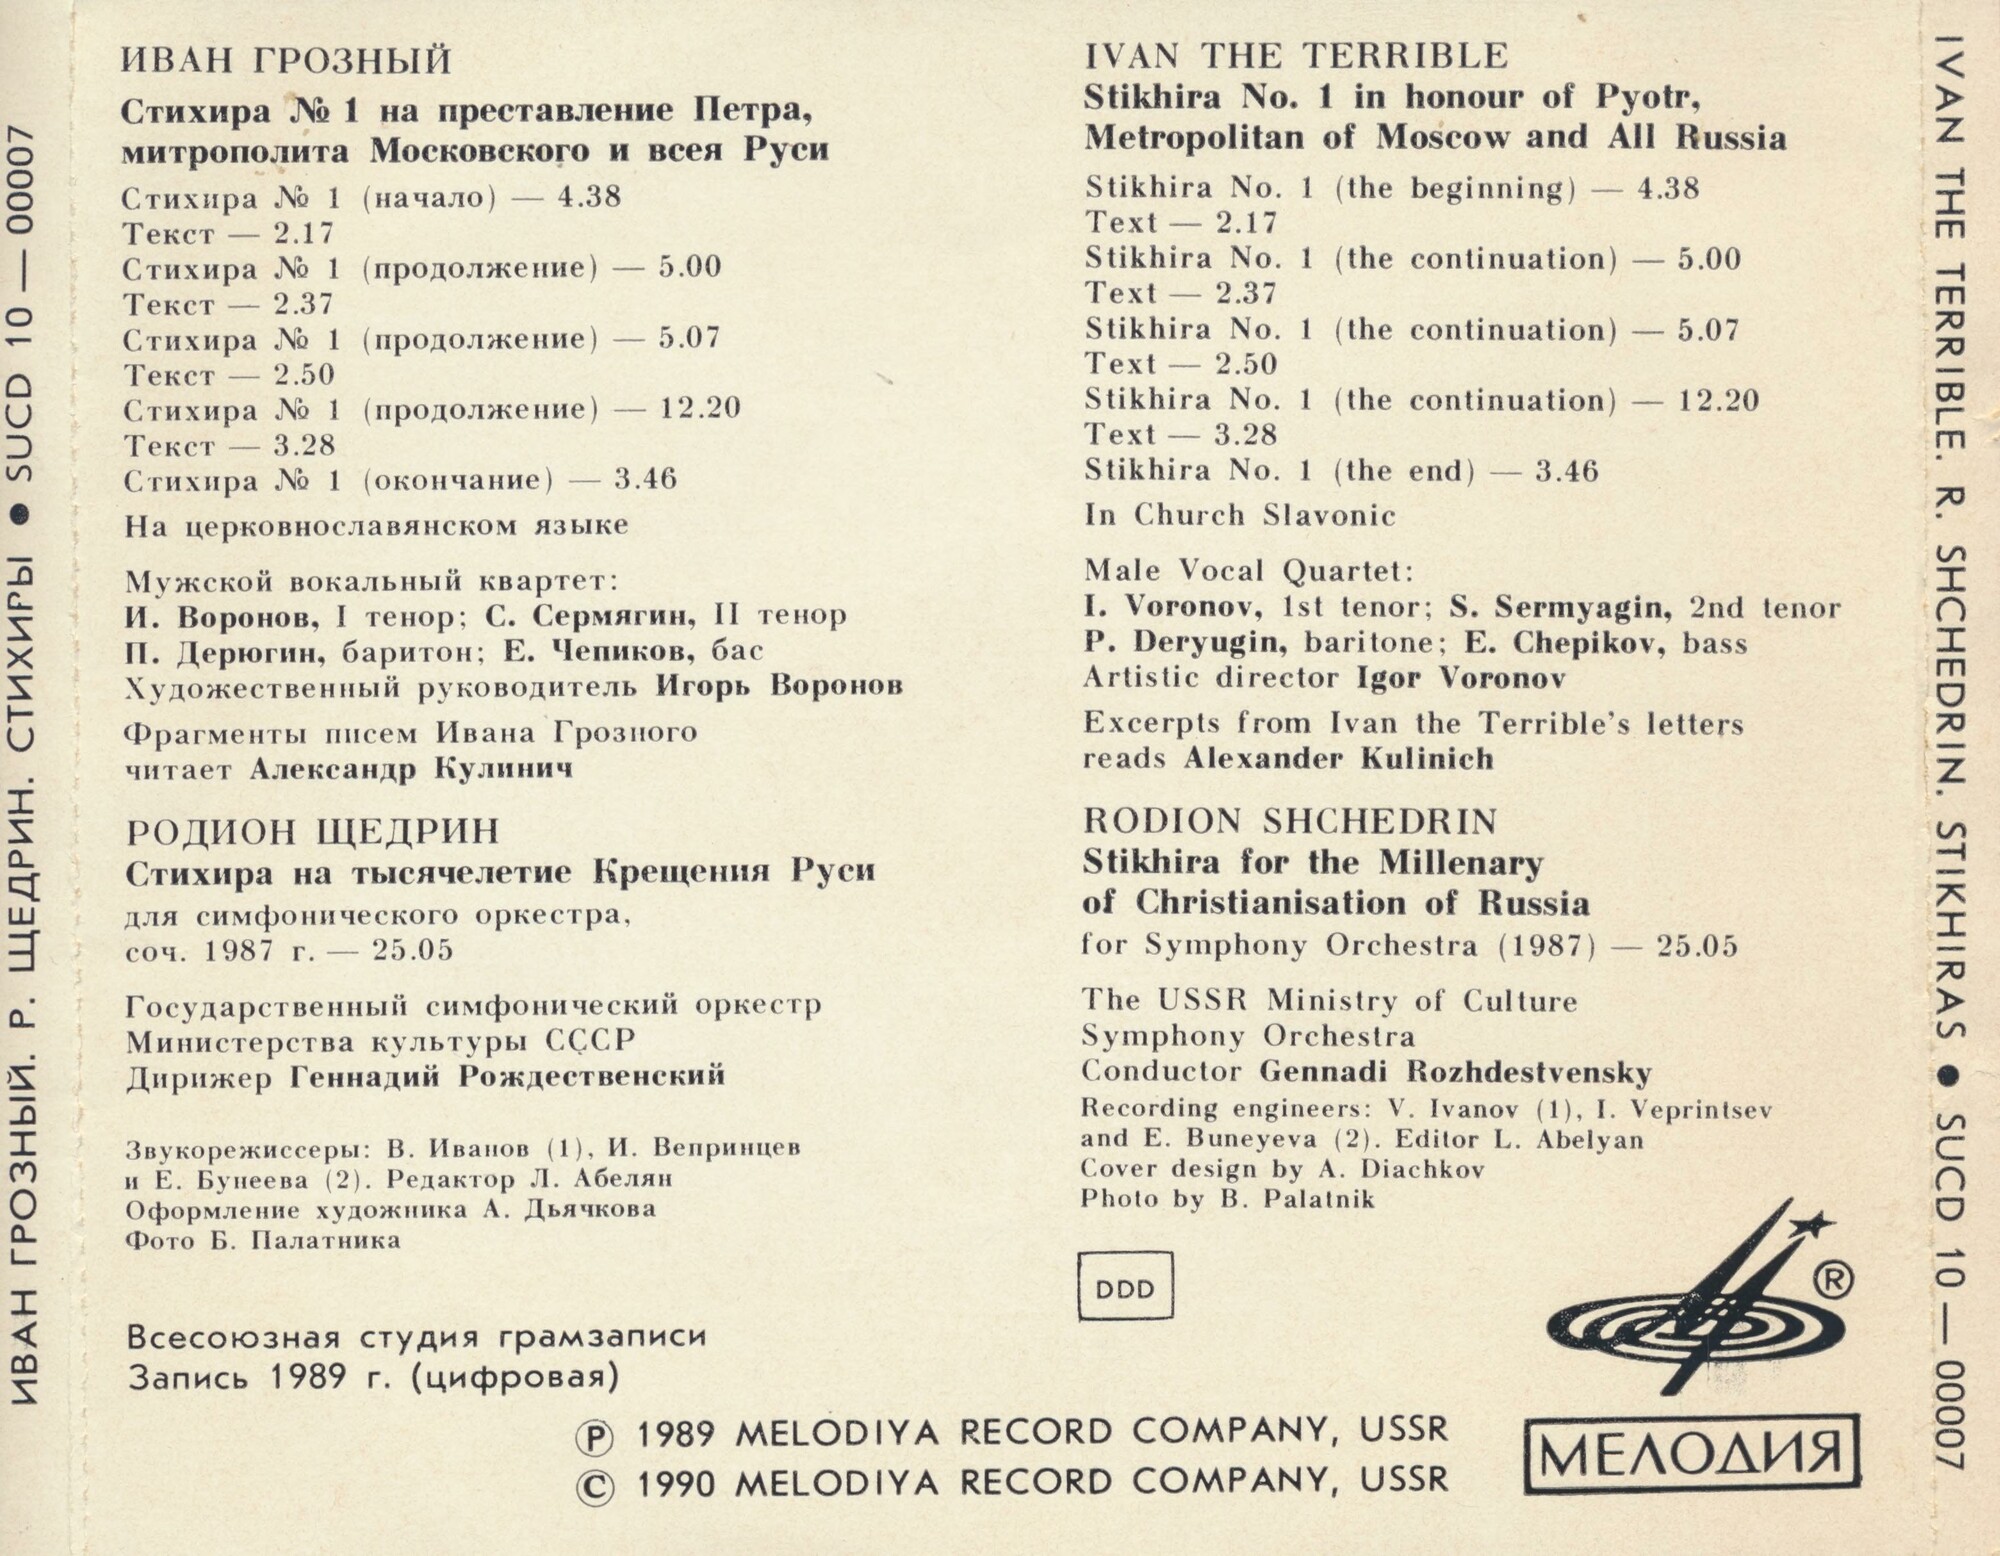 ИВАН ГРОЗНЫЙ. Р. ЩЕДРИН. СТИХИРЫ ● SUCD 10 — 00007
ИВАН ГРОЗНЫЙ
Стихира № 1 на преставление Петра,
митрополита Московского и всея Руси
Стихира № 1 (начало) — 4.38
Текст — 2.17
Стихира № 1 (продолжение) — 5.00
Текст — 2.37
Стихира № 1 (продолжение) — 5.07
Текст — 2.50
Стихира № 1 (продолжение) — 12.20
Текст — 3.28
Стихира № 1 (окончание) — 3.46
На церковнославянском языке
Мужской вокальный квартет:
И. Воронов, I тенор; С. Сермягин, II тенор
П. Дерюгин, баритон; Е. Чепиков, бас
Художественный руководитель Игорь Воронов
Фрагменты писем Ивана Грозного
читает Александр Кулинич
РОДИОН ЩЕДРИН
Стихира на тысячелетие Крещения Руси
для симфонического оркестра,
соч. 1987 г. — 25.05
Государственный симфонический оркестр
Министерства культуры СССР
Дирижер Геннадий Рождественский
Звукорежиссеры: В. Иванов (1), И. Вепринцев
и Е. Бунеева (2). Редактор Л. Абелян
Оформление художника А. Дьячкова
Фото Б. Палатника
Всесоюзная студия грамзаписи
Запись 1989 г. (цифровая)
IVAN THE TERRIBLE
Stikhira No. 1 in honour of Pyotr,
Metropolitan of Moscow and All Russia
Stikhira No. 1 (the beginning) — 4.38
Text — 2.17
Stikhira No. 1 (the continuation) — 5.00
Text — 2.37
Stikhira No. 1 (the continuation) — 5.07
Text — 2.50
Stikhira No. 1 (the continuation) — 12.20
Text — 3.28
Stikhira No. 1 (the end) — 3.46
In Church Slavonic
Male Vocal Quartet:
I. Voronov, 1st tenor; S. Sermyagin, 2nd tenor
P. Deryugin, baritone; E. Chepikov, bass
Artistic director Igor Voronov
Excerpts from Ivan the Terrible's letters
reads Alexander Kulinich
RODION SHCHEDRIN
Stikhira for the Millenary
of Christianisation of Russia
for Symphony Orchestra (1987) — 25.05
The USSR Ministry of Culture
Symphony Orchestra
Conductor Gennadi Rozhdestvensky
Recording engineers: V. Ivanov (1), I. Veprintsev
and E. Buneyeva (2). Editor L. Abelyan
Cover design by A. Diachkov
Photo by B. Palatnik
DDD
®
МЕЛОДИЯ
Ⓟ 1989 MELODIYA RECORD COMPANY, USSR
© 1990 MELODIYA RECORD COMPANY, USSR
IVAN THE TERRIBLE. R. SHCHEDRIN. STIKHIRAS ● SUCD 10 — 00007